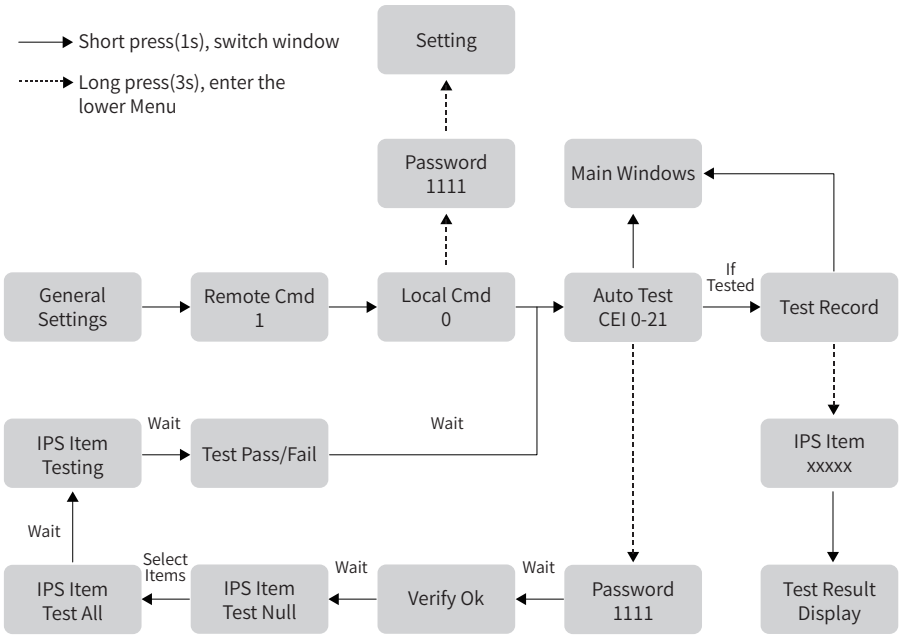 Short press(1s), switch window
Long press(3s), enter the
lower Menu
Setting
Password
1111
Main Windows
General
Settings
Remote Cmd
1
Local Cmd
0
Auto Test
CEI 0-21
If
Tested
Test Record
IPS Item
Testing
Wait
Test Pass/Fail
Wait
IPS Item
xxxxx
Wait
IPS Item
Test All
Select
Items
IPS Item
Test Null
Wait
Verify Ok
Wait
Password
1111
Test Result
Display